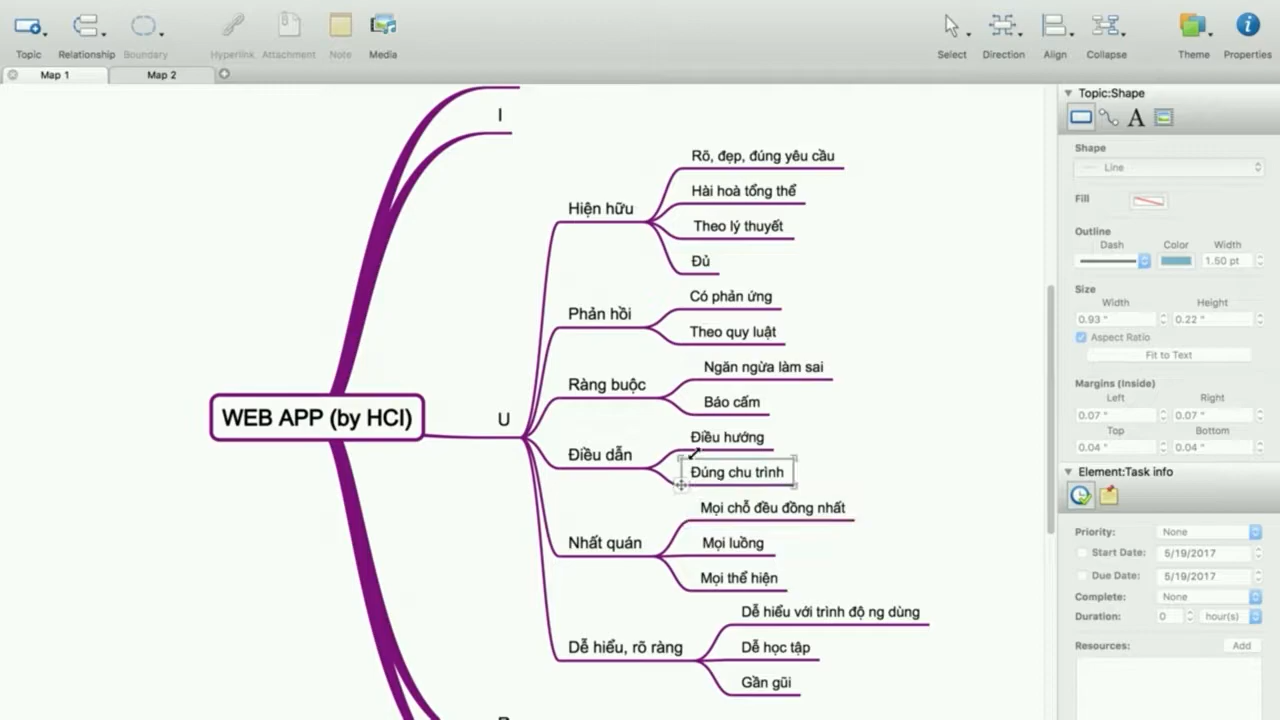 Topic
Relationship
Boundary
Hyperlink
Attachment
Note
Media
Select
Direction
Align
Collapse
Theme
Properties
Map 1
Map 2
I
WEB APP (by HCI)
U
Hiện hữu
Rõ, đẹp, đúng yêu cầu
Hài hoà tổng thể
Theo lý thuyết
Đủ
Phản hồi
Có phản ứng
Theo quy luật
Ràng buộc
Ngăn ngừa làm sai
Báo cấm
Điều dẫn
Điều hướng
Đúng chu trình
Nhất quán
Mọi chỗ đều đồng nhất
Mọi luồng
Mọi thể hiện
Dễ hiểu, rõ ràng
Dễ hiểu với trình độ ng dùng
Dễ học tập
Gần gũi
Topic:Shape
A
Shape
Line
Fill
Outline
Dash Color Width
1.50 pt
Size
Width Height
0.93 " 0.22 "
Aspect Ratio
Fit to Text
Margins (Inside)
Left Right
0.07 " 0.07 "
Top Bottom
0.04 " 0.04 "
Element:Task info
Priority: None
Start Date: 5/19/2017
Due Date: 5/19/2017
Complete: None
Duration: 0 hour(s)
Resources: Add